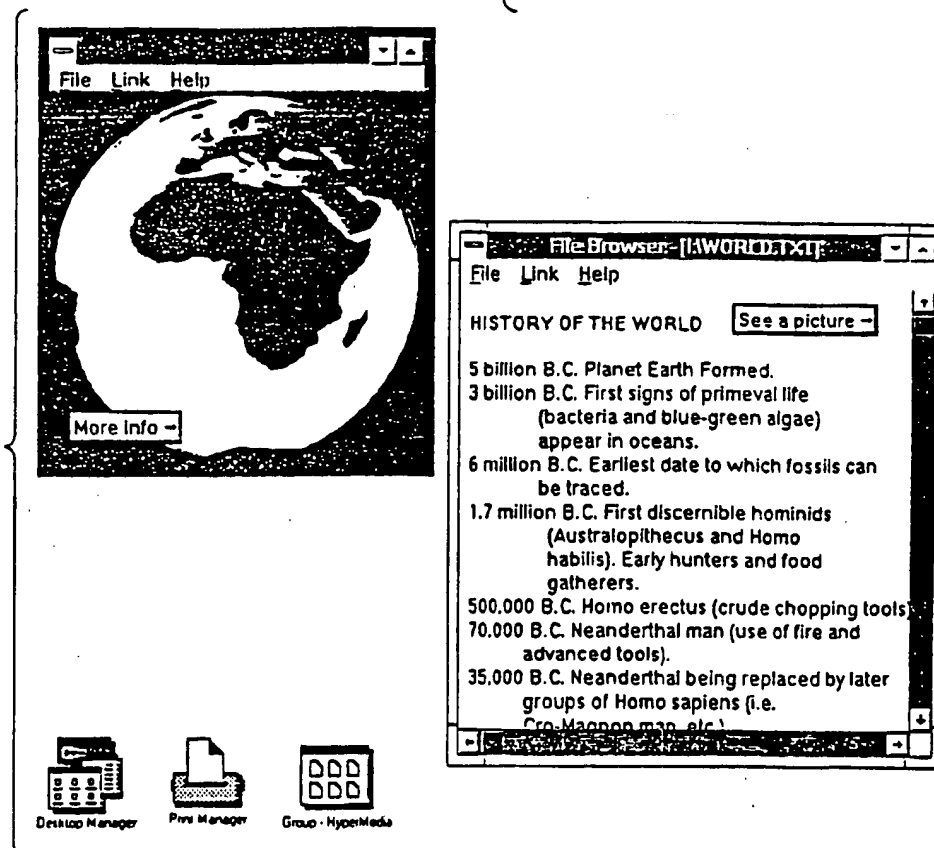 File Link Help
More Info →
File Browser - [I:\WORLD.TXT]
File Link Help
HISTORY OF THE WORLD
See a picture →
5 billion B.C. Planet Earth Formed.
3 billion B.C. First signs of primeval life
(bacteria and blue-green algae)
appear in oceans.
6 million B.C. Earliest date to which fossils can
be traced.
1.7 million B.C. First discernible hominids
(Australopithecus and Homo
habilis). Early hunters and food
gatherers.
500,000 B.C. Homo erectus (crude chopping tools)
70,000 B.C. Neanderthal man (use of fire and
advanced tools).
35,000 B.C. Neanderthal being replaced by later
groups of Homo sapiens (i.e.
Cro-Magnon man, etc.)
Desktop Manager
Print Manager
Group - HyperMedia